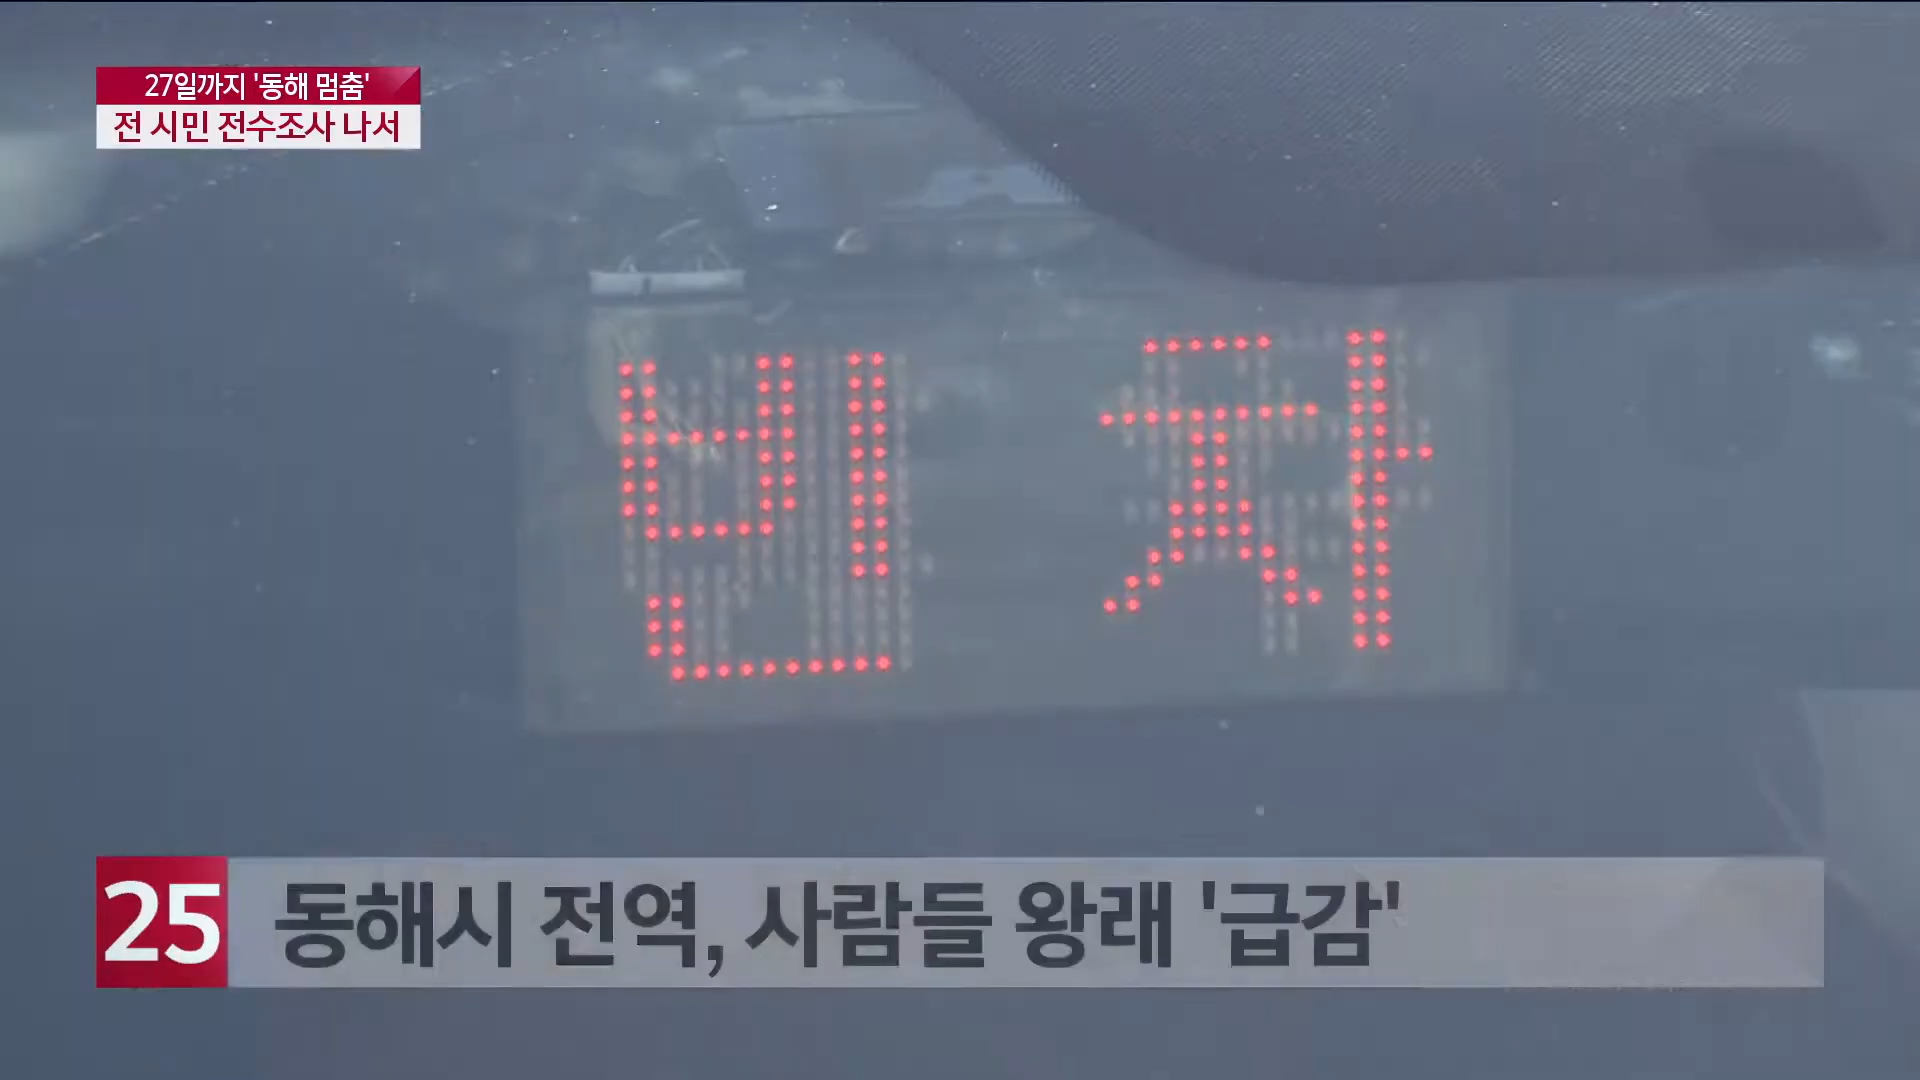 27일까지 '동해 멈춤'
전 시민 전수조사 나서
빈 차
25 동해시 전역, 사람들 왕래 '급감'